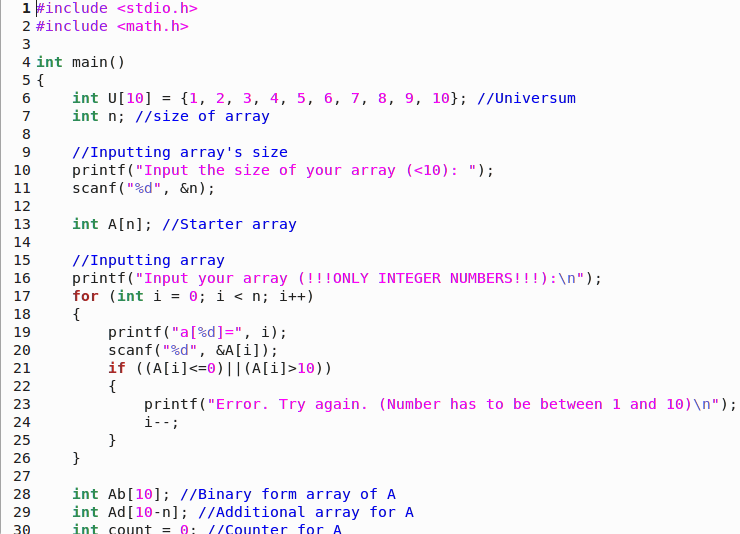 1 #include <stdio.h>
2 #include <math.h>
3
4 int main()
5 {
6     int U[10] = {1, 2, 3, 4, 5, 6, 7, 8, 9, 10}; //Universum
7     int n; //size of array
8
9     //Inputting array's size
10     printf("Input the size of your array (<10): ");
11     scanf("%d", &n);
12
13     int A[n]; //Starter array
14
15     //Inputting array
16     printf("Input your array (!!!ONLY INTEGER NUMBERS!!!):\n");
17     for (int i = 0; i < n; i++)
18     {
19         printf("a[%d]=", i);
20         scanf("%d", &A[i]);
21         if ((A[i]<=0)||(A[i]>10))
22         {
23             printf("Error. Try again. (Number has to be between 1 and 10)\n");
24             i--;
25         }
26     }
27
28     int Ab[10]; //Binary form array of A
29     int Ad[10-n]; //Additional array for A
30     int count = 0; //Counter for A